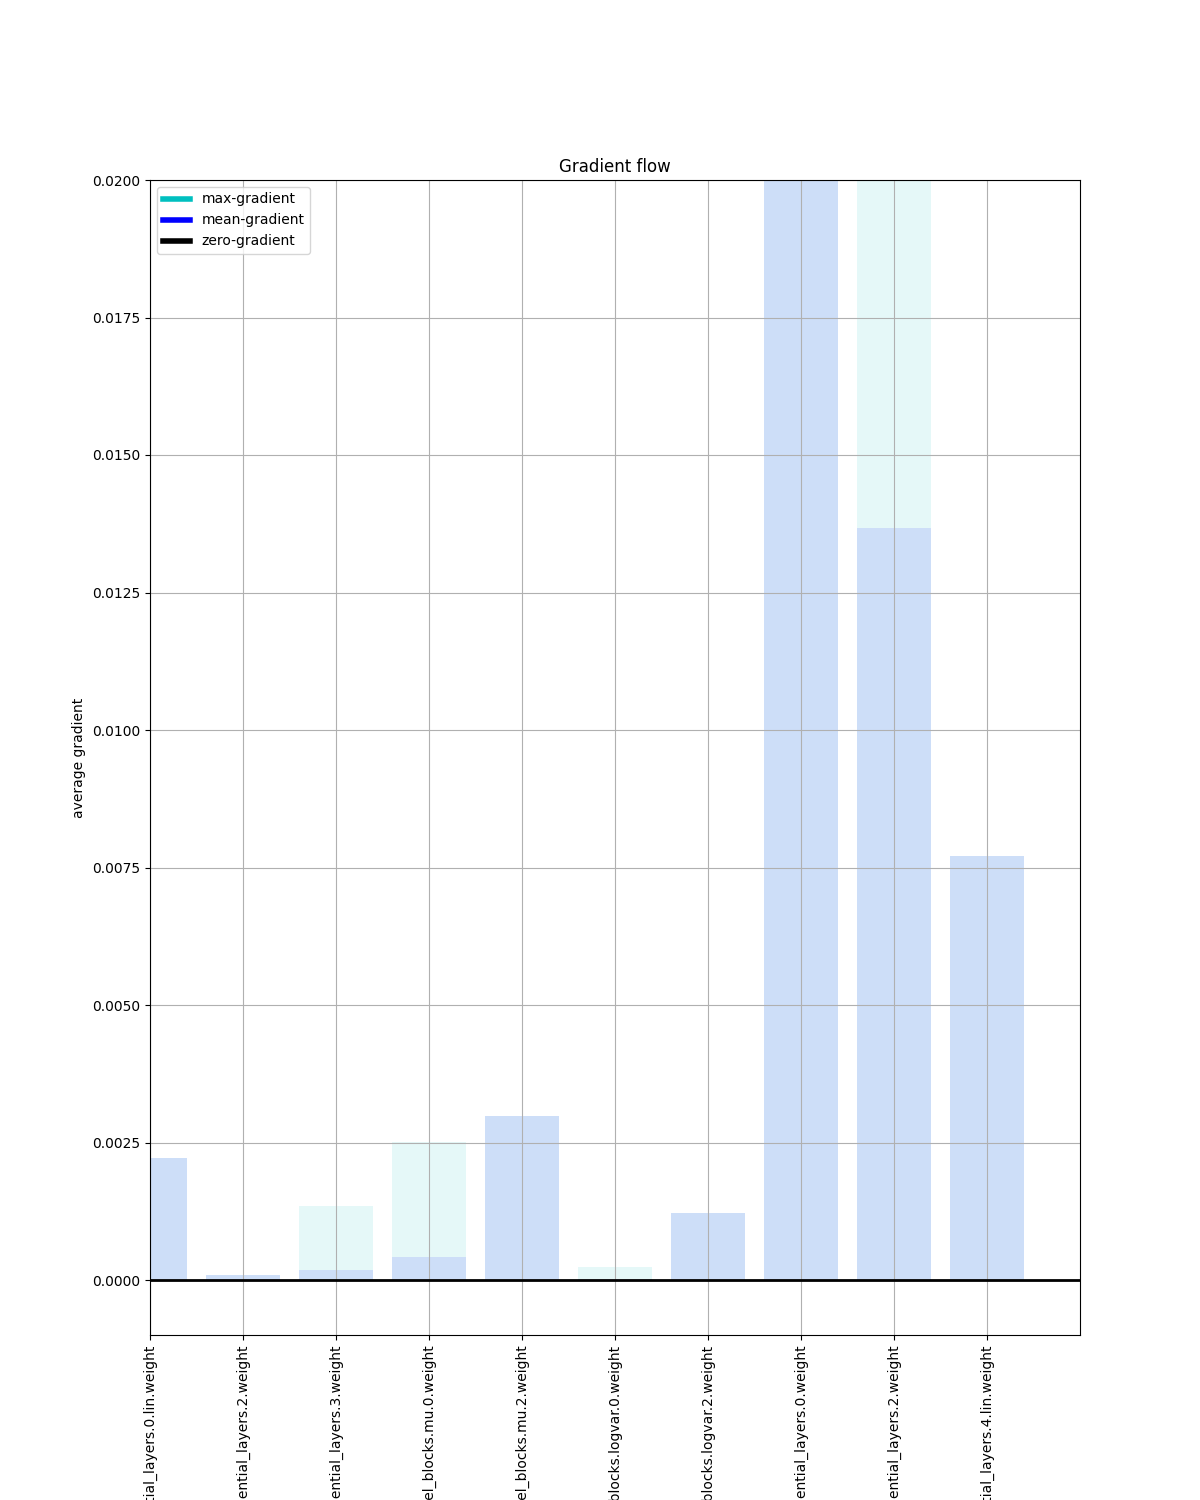 Gradient flow
max-gradient
mean-gradient
zero-gradient
0.0200
0.0175
0.0150
0.0125
0.0100
0.0075
0.0050
0.0025
0.0000
average gradient
tial_layers.0.lin.weight
ential_layers.2.weight
ential_layers.3.weight
el_blocks.mu.0.weight
el_blocks.mu.2.weight
blocks.logvar.0.weight
blocks.logvar.2.weight
ential_layers.0.weight
ential_layers.2.weight
tial_layers.4.lin.weight